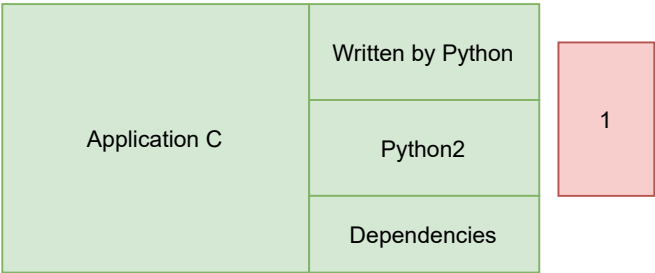 Application C
Written by Python
Python2
Dependencies
1